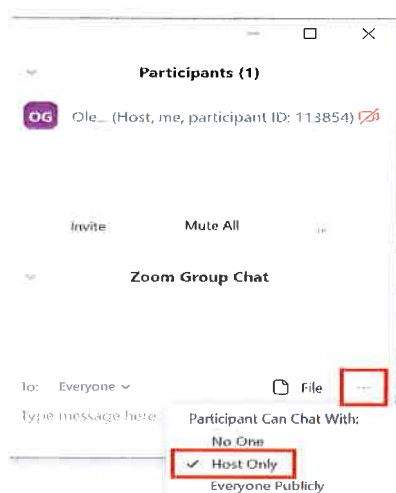 Participants (1)
OG Ole... (Host, me, participant ID: 113854)
Invite Mute All ...
Zoom Group Chat
To: Everyone File ...
Type message here...
Participant Can Chat With:
No One
✓ Host Only
Everyone Publicly